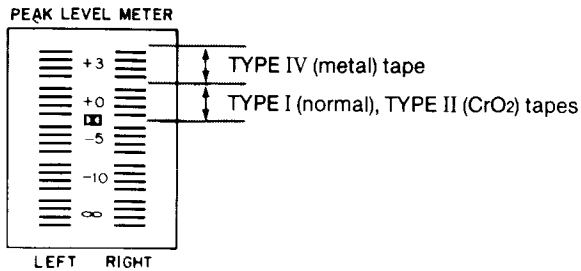 PEAK LEVEL METER
+3
TYPE IV (metal) tape
+0
TYPE I (normal), TYPE II (CrO₂) tapes
−5
−10
∞
LEFT RIGHT